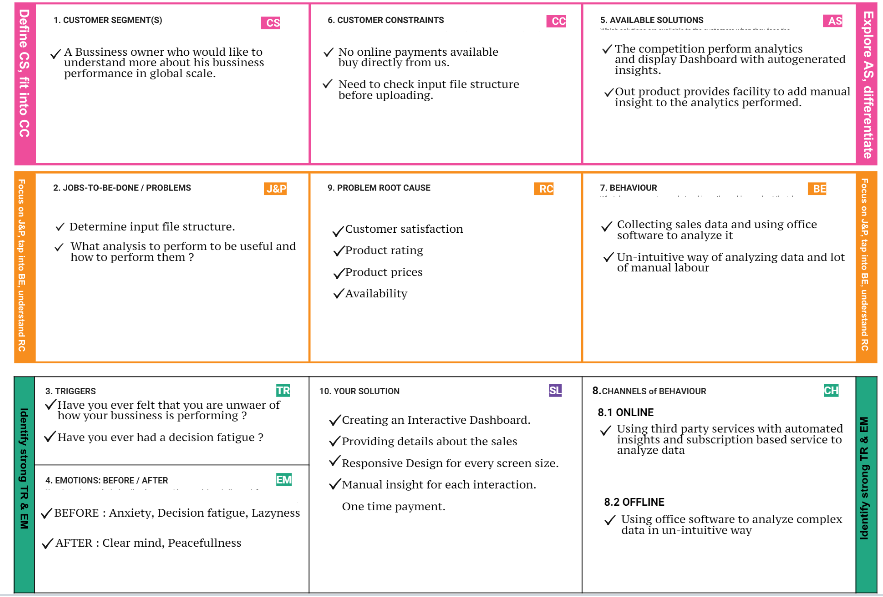 Define CS, fit into CC
1. CUSTOMER SEGMENT(S)
CS
A Bussiness owner who would like to
understand more about his bussiness
performance in global scale.
6. CUSTOMER CONSTRAINTS
CC
No online payments available
buy directly from us.
Need to check input file structure
before uploading.
5. AVAILABLE SOLUTIONS
AS
The competition perform analytics
and display Dashboard with autogenerated
insights.
Out product provides facility to add manual
insight to the analytics performed.
Explore AS, differentiate
Focus on J&P, tap into BE, understand RC
2. JOBS-TO-BE-DONE / PROBLEMS
J&P
Determine input file structure.
What analysis to perform to be useful and
how to perform them ?
9. PROBLEM ROOT CAUSE
RC
Customer satisfaction
Product rating
Product prices
Availability
7. BEHAVIOUR
BE
Collecting sales data and using office
software to analyze it
Un-intuitive way of analyzing data and lot
of manual labour
Focus on J&P, tap into BE, understand RC
Identify strong TR & EM
3. TRIGGERS
TR
Have you ever felt that you are unwaer of
how your bussiness is performing ?
Have you ever had a decision fatigue ?
4. EMOTIONS: BEFORE / AFTER
EM
BEFORE : Anxiety, Decision fatigue, Lazyness
AFTER : Clear mind, Peacefullness
10. YOUR SOLUTION
SL
Creating an Interactive Dashboard.
Providing details about the sales
Responsive Design for every screen size.
Manual insight for each interaction.
One time payment.
8.CHANNELS of BEHAVIOUR
CH
8.1 ONLINE
Using third party services with automated
insights and subscription based service to
analyze data
8.2 OFFLINE
Using office software to analyze complex
data in un-intuitive way
Identify strong TR & EM